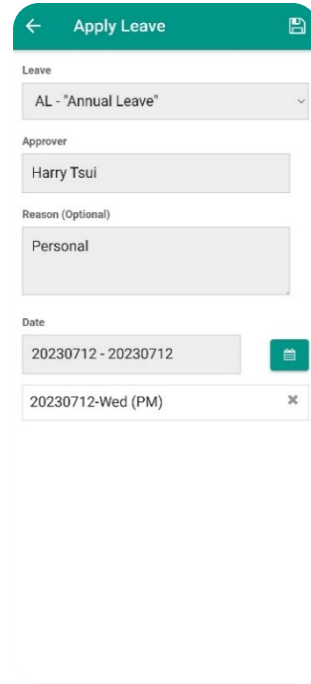 Apply Leave
Leave
AL - "Annual Leave"
Approver
Harry Tsui
Reason (Optional)
Personal
Date
20230712 - 20230712
20230712-Wed (PM)